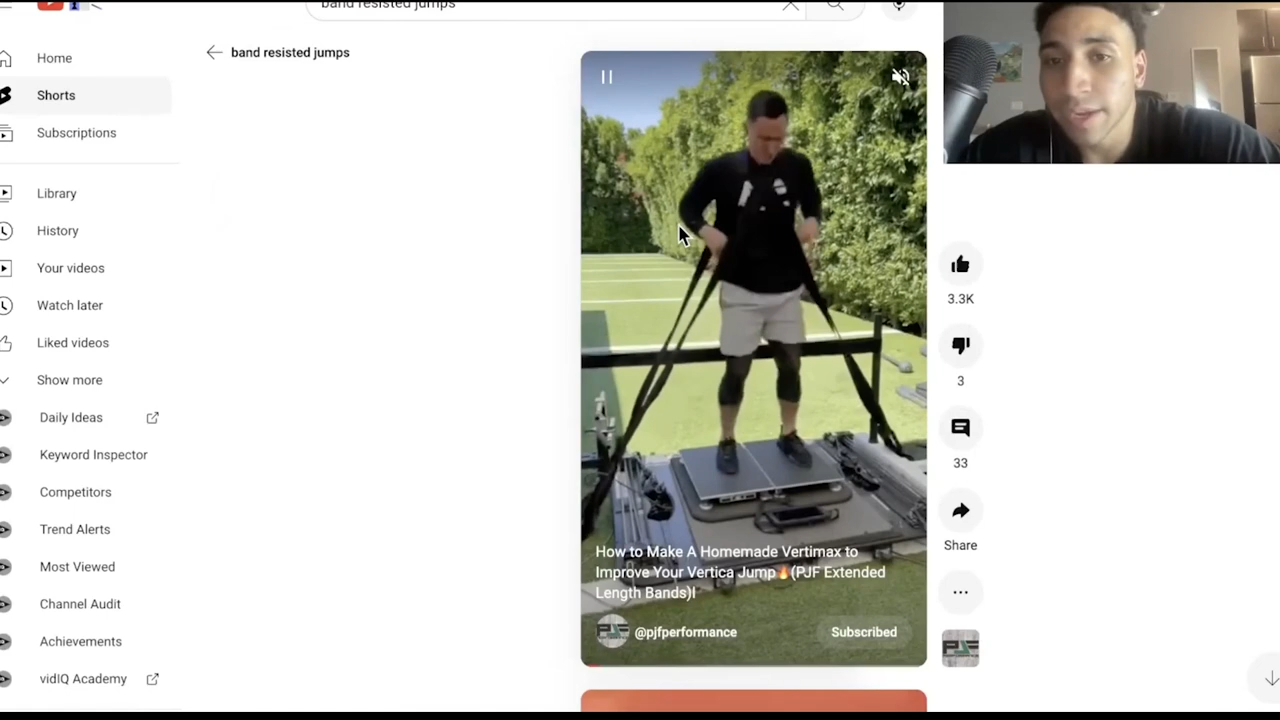 band resisted jumps
Home
band resisted jumps
Shorts
Subscriptions
Library
History
Your videos
Watch later
Liked videos
Show more
Daily Ideas
Keyword Inspector
Competitors
Trend Alerts
Most Viewed
Channel Audit
Achievements
vidIQ Academy
How to Make A Homemade Vertimax to
Improve Your Vertica Jump🔥(PJF Extended
Length Bands)l
@pjfperformance
Subscribed
3.3K
3
33
Share
PJF